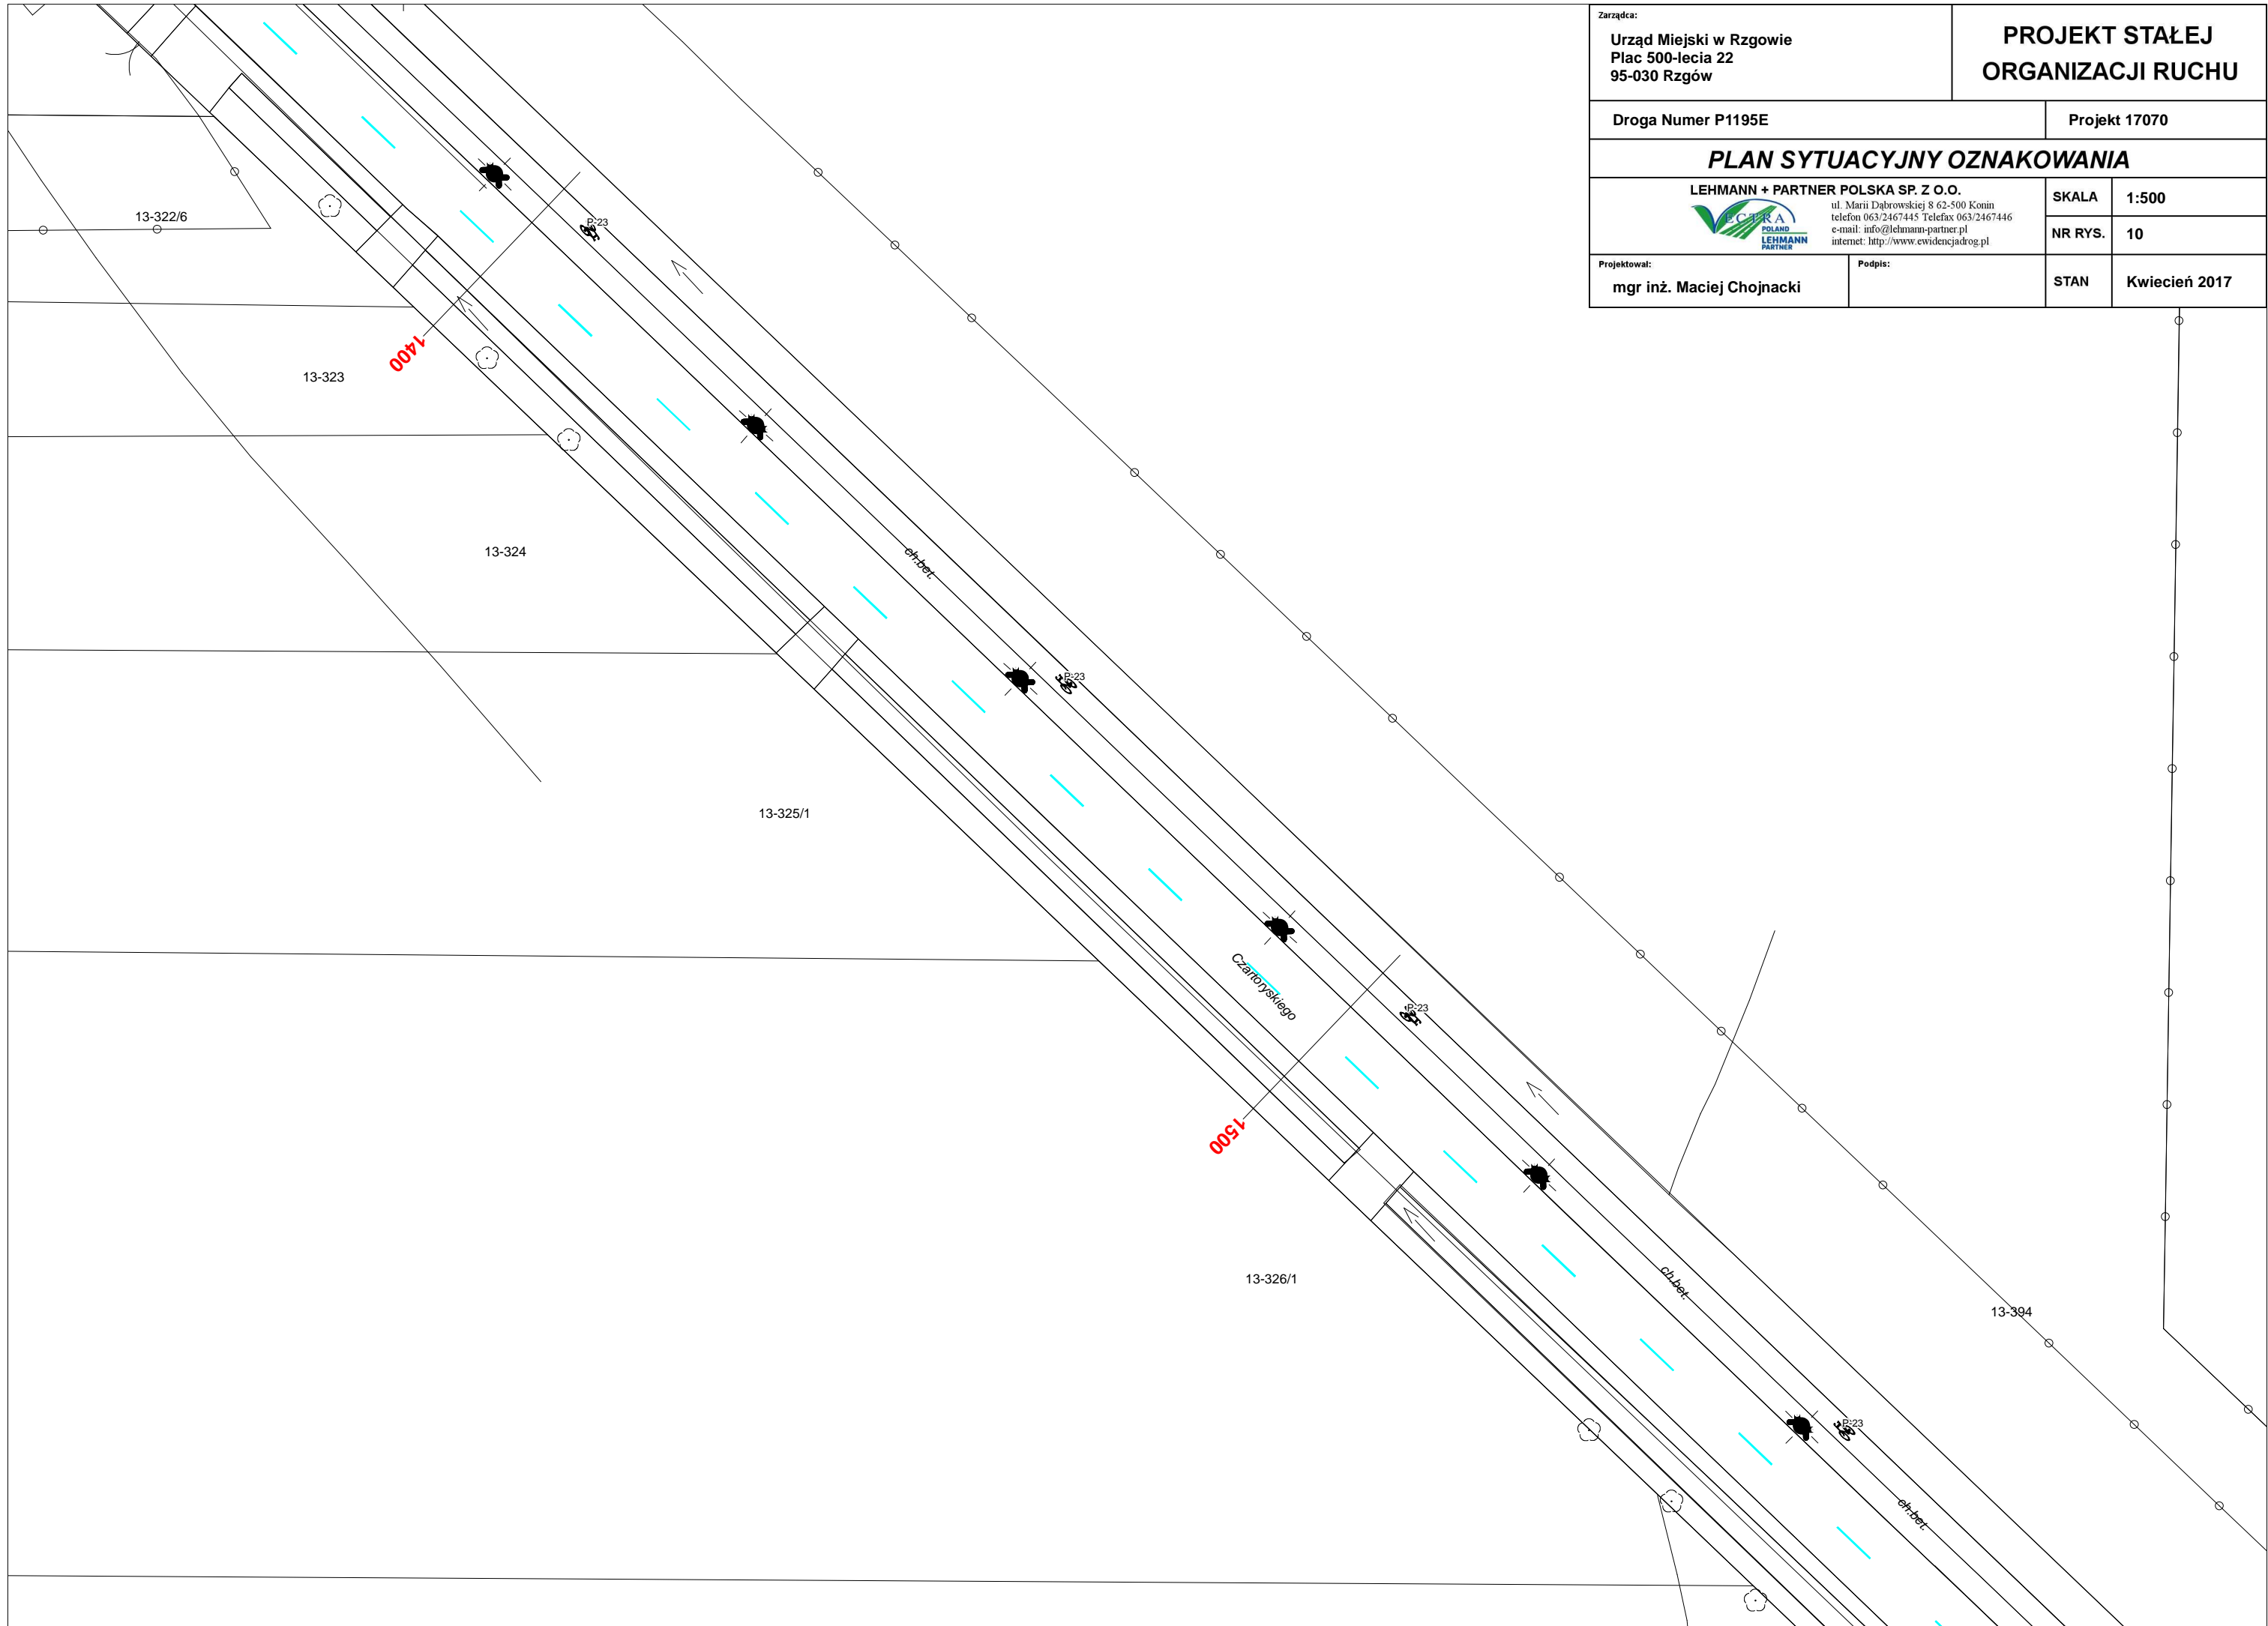 Zarządca:
Urząd Miejski w Rzgowie
Plac 500-lecia 22
95-030 Rzgów
PROJEKT STAŁEJ
ORGANIZACJI RUCHU
Droga Numer P1195E
Projekt 17070
PLAN SYTUACYJNY OZNAKOWANIA
LEHMANN + PARTNER POLSKA SP. Z O.O.
VECTRA
POLAND
LEHMANN
PARTNER
ul. Marii Dąbrowskiej 8 62-500 Konin
telefon 063/2467445 Telefax 063/2467446
e-mail: info@lehmann-partner.pl
internet: http://www.ewidencjadrog.pl
SKALA
1:500
NR RYS.
10
Projektował:
mgr inż. Maciej Chojnacki
Podpis:
STAN
Kwiecień 2017
13-322/6
P-23
1400
13-323
13-324
ch.bet.
P-23
13-325/1
Czartoryskiego
P-23
1500
13-326/1
ch.bet.
13-394
P-23
ch.bet.